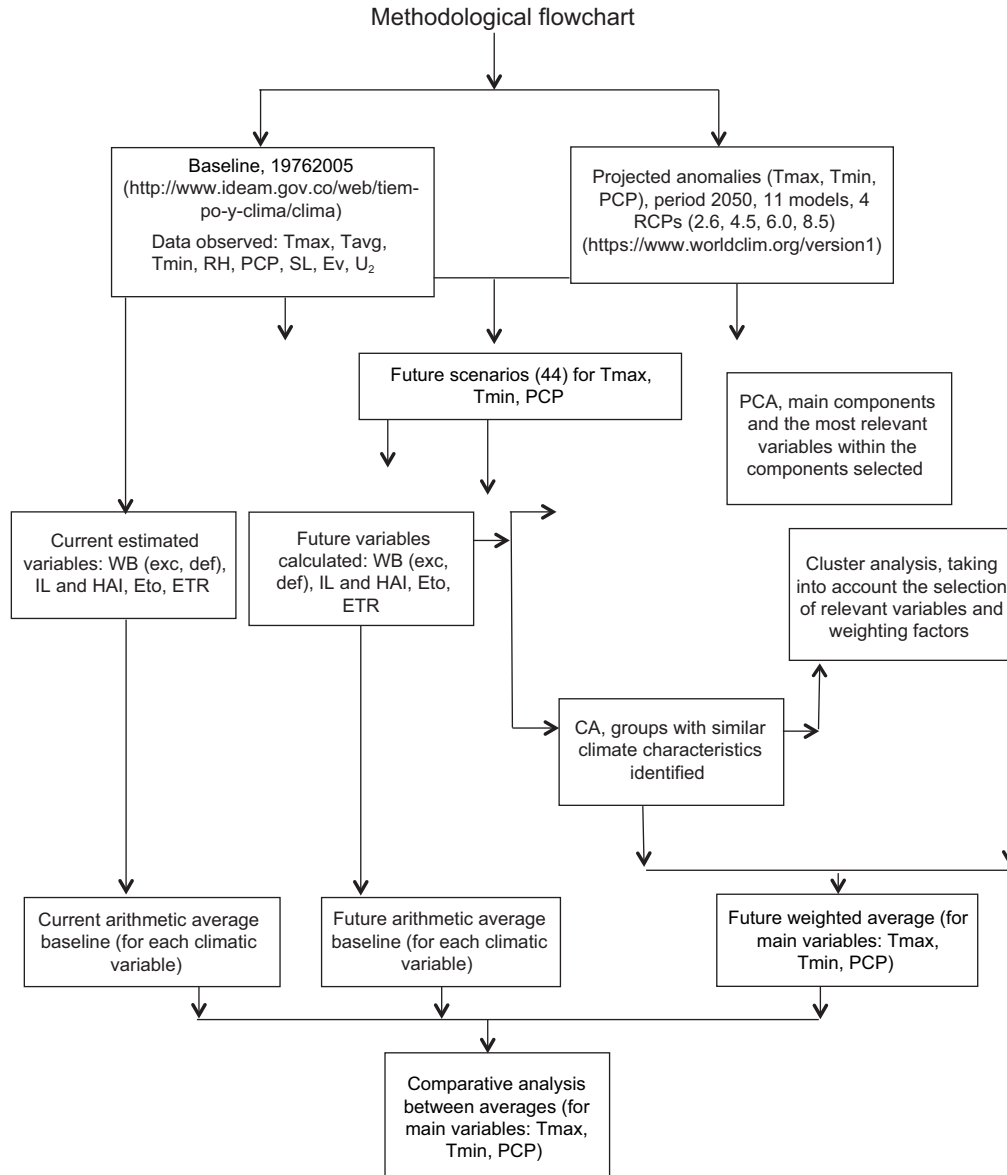 Methodological flowchart
Baseline, 19762005
(http://www.ideam.gov.co/web/tiem-
po-y-clima/clima)
Data observed: Tmax, Tavg,
Tmin, RH, PCP, SL, Ev, U₂
Projected anomalies (Tmax, Tmin,
PCP), period 2050, 11 models, 4
RCPs (2.6, 4.5, 6.0, 8.5)
(https://www.worldclim.org/version1)
Future scenarios (44) for Tmax,
Tmin, PCP
PCA, main components
and the most relevant
variables within the
components selected
Current estimated
variables: WB (exc, def),
IL and HAI, Eto, ETR
Future variables
calculated: WB (exc,
def), IL and HAI, Eto,
ETR
Cluster analysis, taking
into account the selection
of relevant variables and
weighting factors
CA, groups with similar
climate characteristics
identified
Current arithmetic average
baseline (for each climatic
variable)
Future arithmetic average
baseline (for each climatic
variable)
Future weighted average (for
main variables: Tmax,
Tmin, PCP)
Comparative analysis
between averages (for
main variables: Tmax,
Tmin, PCP)